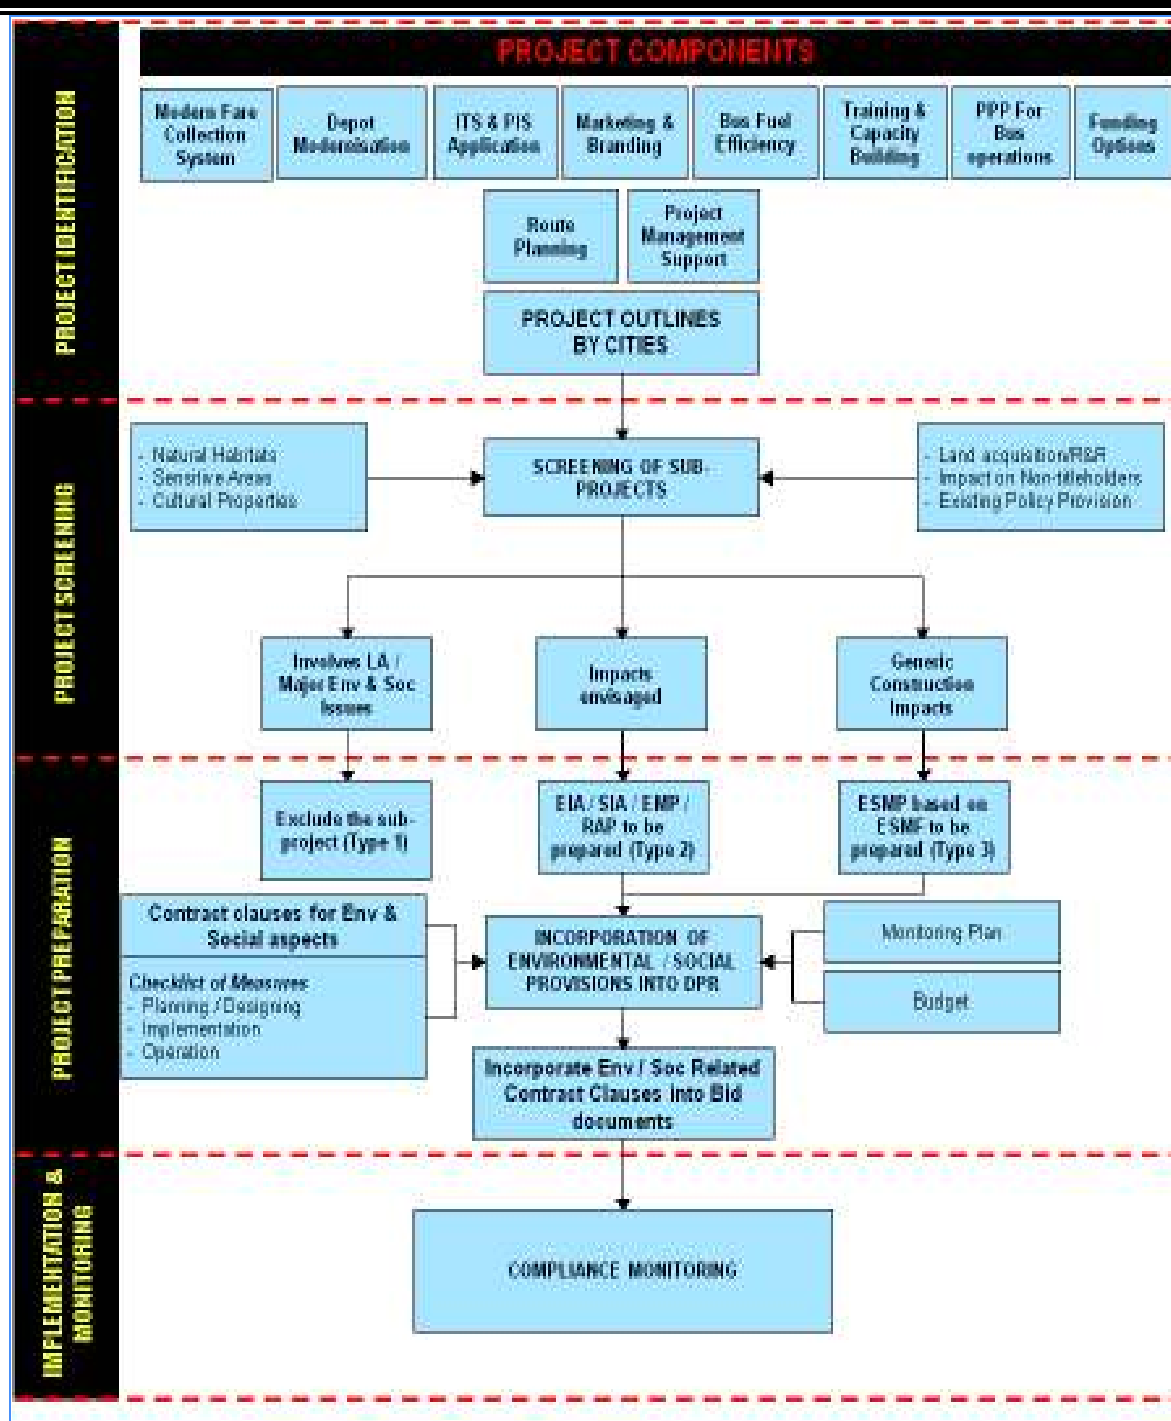 PROJECT COMPONENTS
PROJECT IDENTIFICATION
Modern Fare
Collection
System
Depot
Modernisation
ITS & PIS
Application
Marketing &
Branding
Bus Fuel
Efficiency
Training &
Capacity
Building
PPP For
Bus
operations
Funding
Options
Route
Planning
Project
Management
Support
PROJECT OUTLINES
BY CITIES
PROJECT SCREENING
- Natural Habitats
- Sensitive Areas
- Cultural Properties
SCREENING OF SUB-
PROJECTS
- Land acquisition/R&R
- Impact on Non-titleholders
- Existing Policy Provision
Involves LA /
Major Env & Soc
Issues
Impacts
envisaged
Generic
Construction
Impacts
PROJECT PREPARATION
Exclude the sub-
project (Type 1)
EIA / SIA / EMP /
RAP to be
prepared (Type 2)
ESMP based on
ESMF to be
prepared (Type 3)
Contract clauses for Env &
Social aspects
Checklist of Measures
- Planning / Designing
- Implementation
- Operation
INCORPORATION OF
ENVIRONMENTAL / SOCIAL
PROVISIONS INTO DPR
Monitoring Plan
Budget
Incorporate Env / Soc Related
Contract Clauses into Bid
documents
IMPLEMENTATION &
MONITORING
COMPLIANCE MONITORING